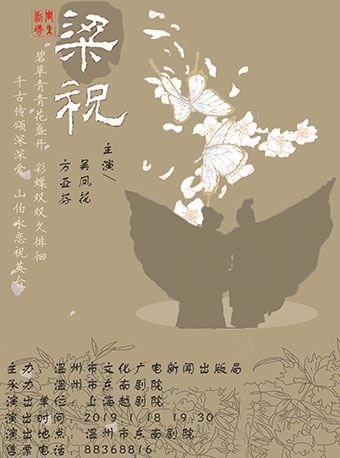 梁祝
碧草青青花盛开 彩蝶双双久徘徊
千古传颂深深爱 山伯永恋祝英台
主演/
吴凤花
方亚芬
主办：温州市文化广电新闻出版局
承办：温州市东南剧院
演出单位：上海越剧院
演出时间：2019.1.18 19:30
演出地点：温州市东南剧院
售票电话：88368816